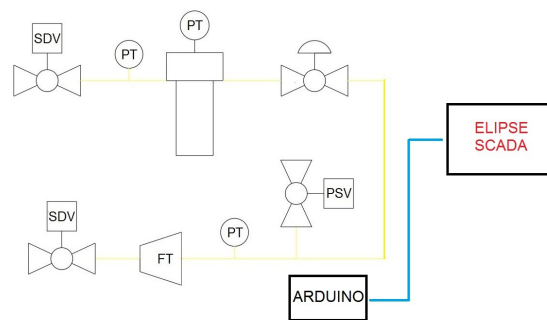 SDV
PT
PT
ELIPSE
SCADA
PSV
SDV
PT
FT
ARDUINO